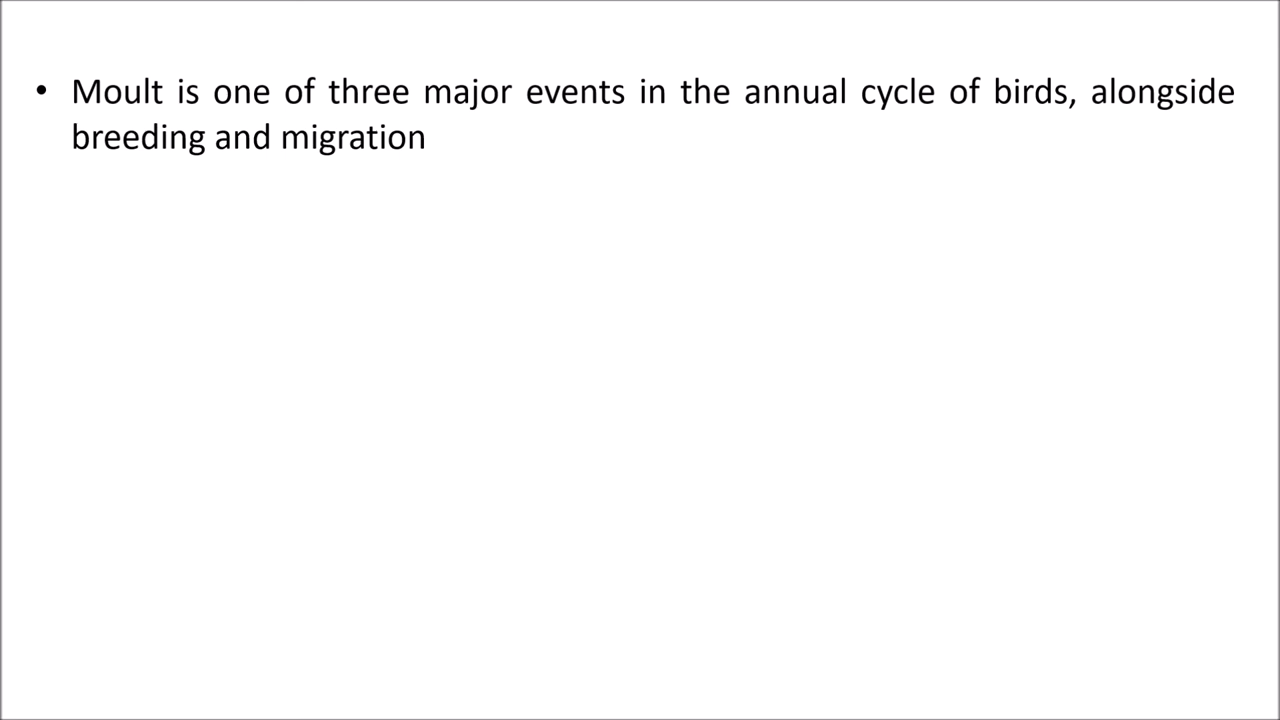 • Moult is one of three major events in the annual cycle of birds, alongside
breeding and migration